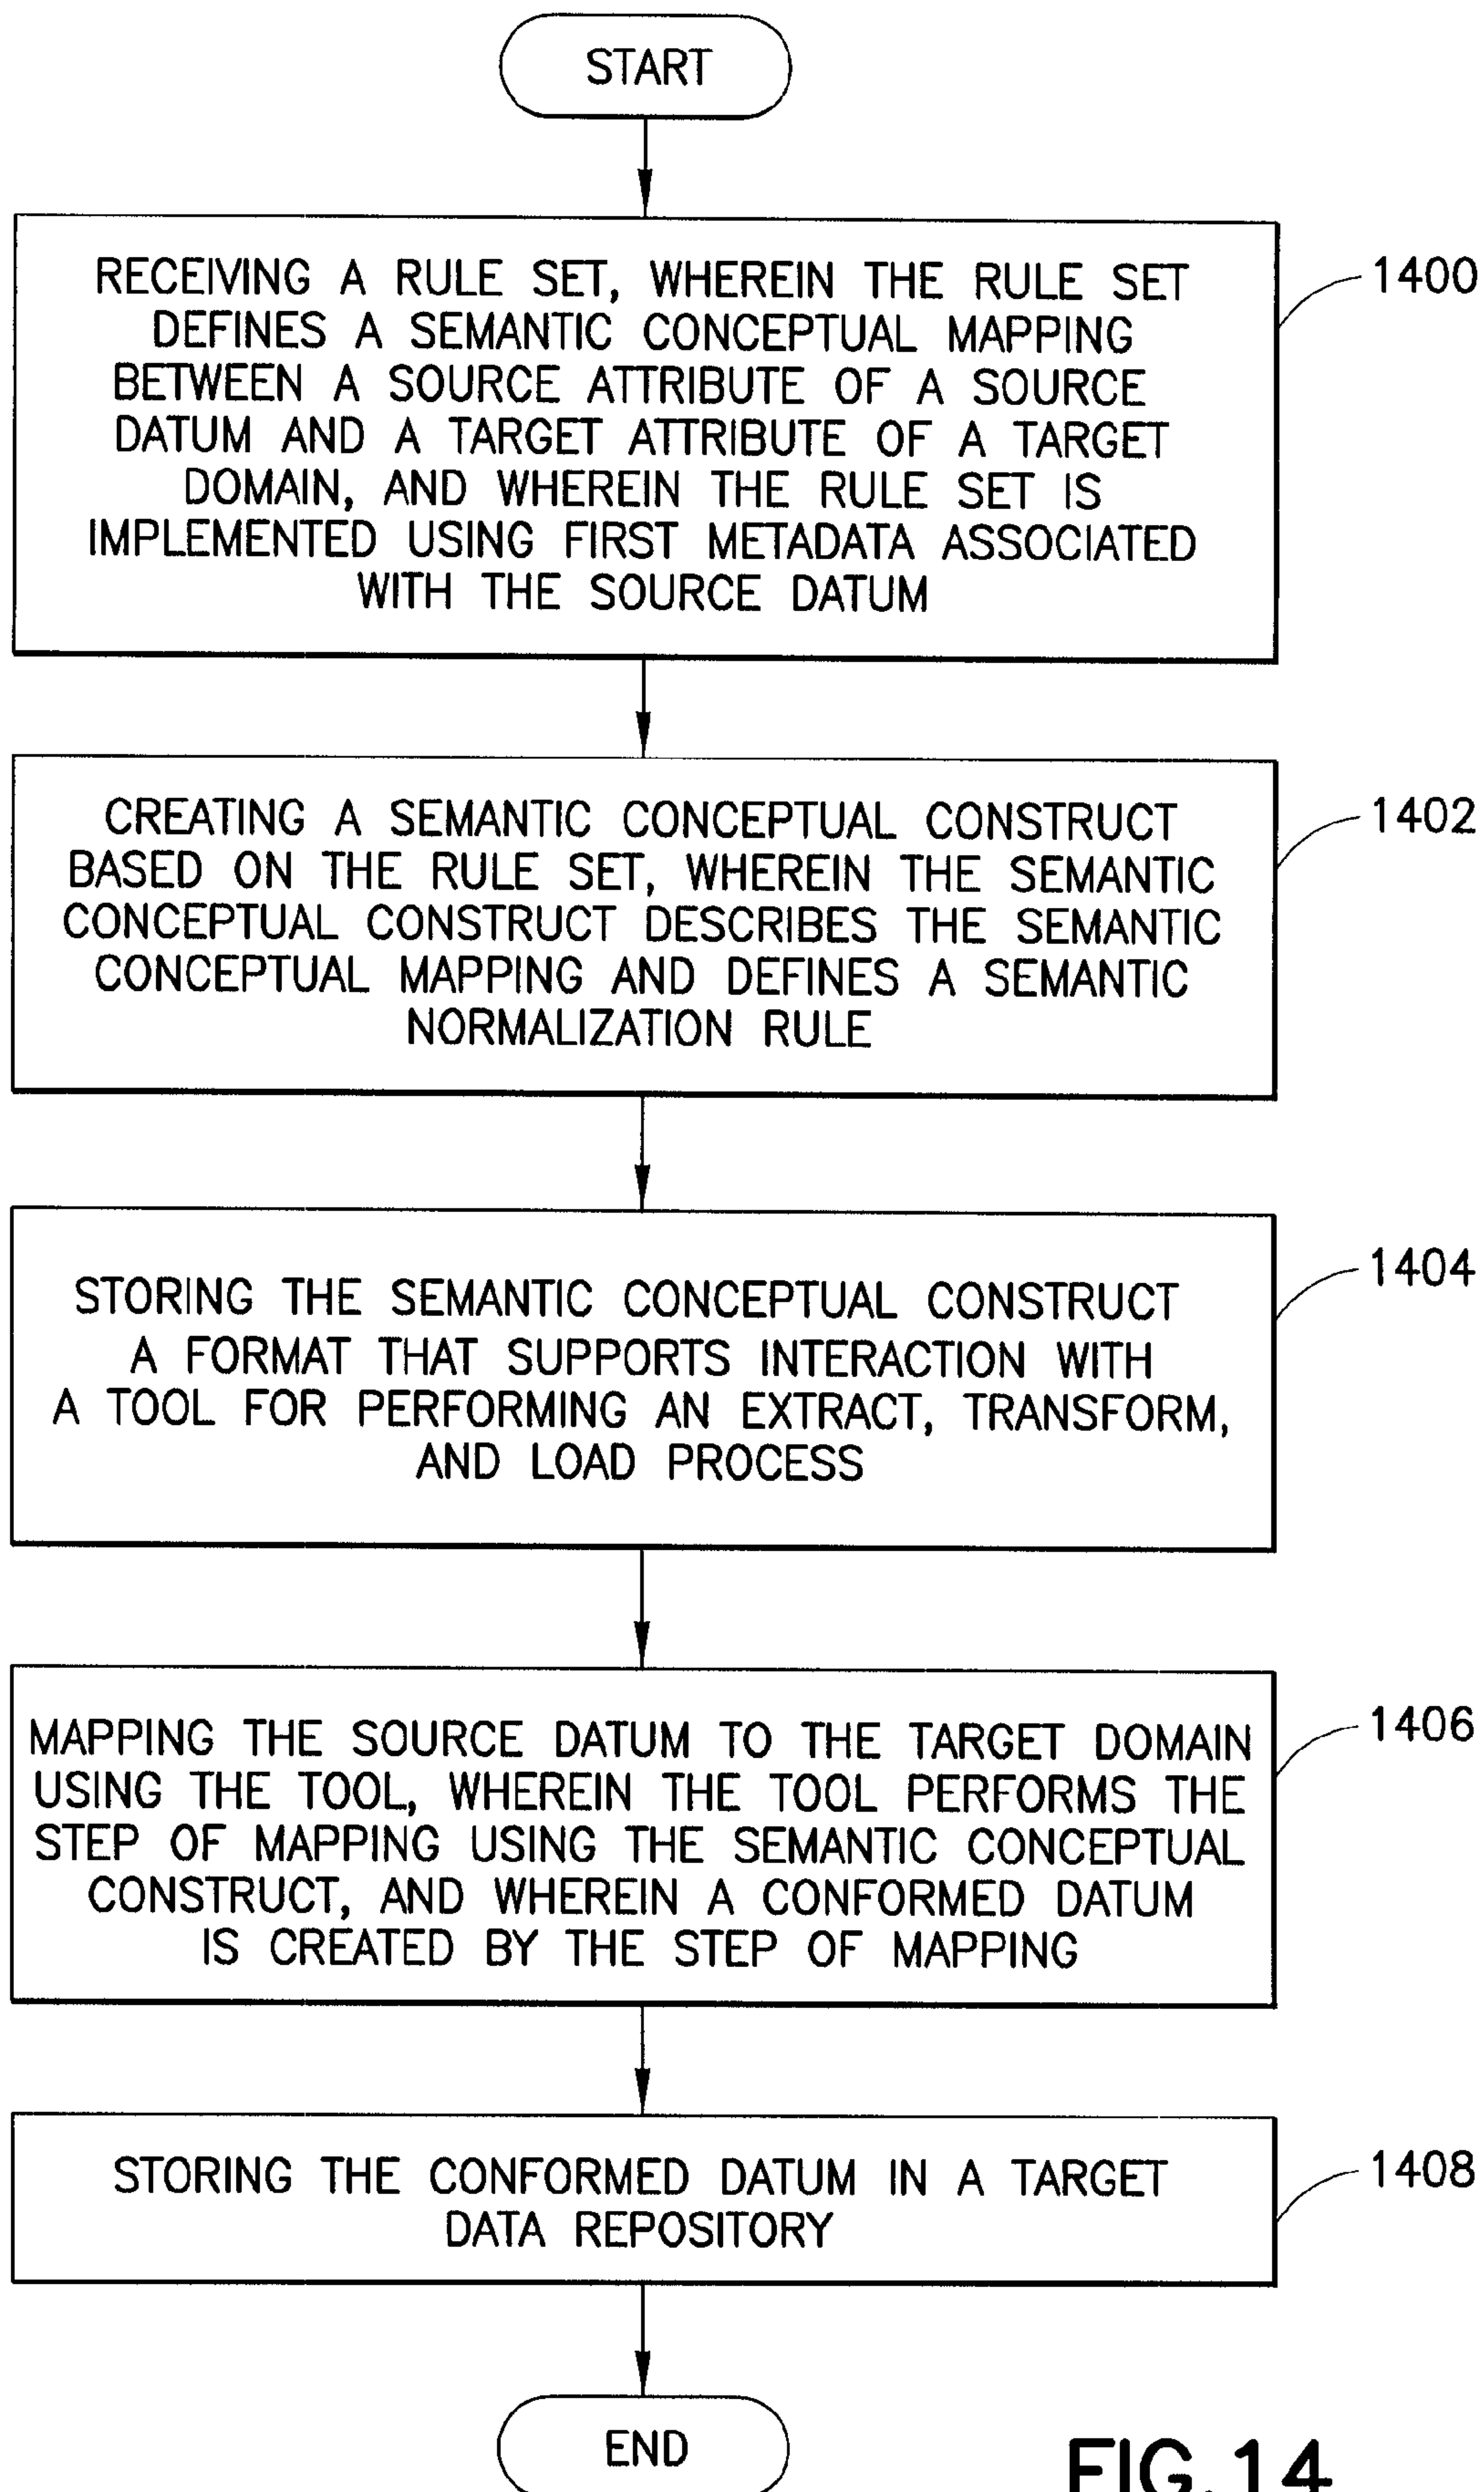 START
RECEIVING A RULE SET, WHEREIN THE RULE SET
DEFINES A SEMANTIC CONCEPTUAL MAPPING
BETWEEN A SOURCE ATTRIBUTE OF A SOURCE
DATUM AND A TARGET ATTRIBUTE OF A TARGET
DOMAIN, AND WHEREIN THE RULE SET IS
IMPLEMENTED USING FIRST METADATA ASSOCIATED
WITH THE SOURCE DATUM
1400
CREATING A SEMANTIC CONCEPTUAL CONSTRUCT
BASED ON THE RULE SET, WHEREIN THE SEMANTIC
CONCEPTUAL CONSTRUCT DESCRIBES THE SEMANTIC
CONCEPTUAL MAPPING AND DEFINES A SEMANTIC
NORMALIZATION RULE
1402
STORING THE SEMANTIC CONCEPTUAL CONSTRUCT
A FORMAT THAT SUPPORTS INTERACTION WITH
A TOOL FOR PERFORMING AN EXTRACT, TRANSFORM,
AND LOAD PROCESS
1404
MAPPING THE SOURCE DATUM TO THE TARGET DOMAIN
USING THE TOOL, WHEREIN THE TOOL PERFORMS THE
STEP OF MAPPING USING THE SEMANTIC CONCEPTUAL
CONSTRUCT, AND WHEREIN A CONFORMED DATUM
IS CREATED BY THE STEP OF MAPPING
1406
STORING THE CONFORMED DATUM IN A TARGET
DATA REPOSITORY
1408
END
FIG.14